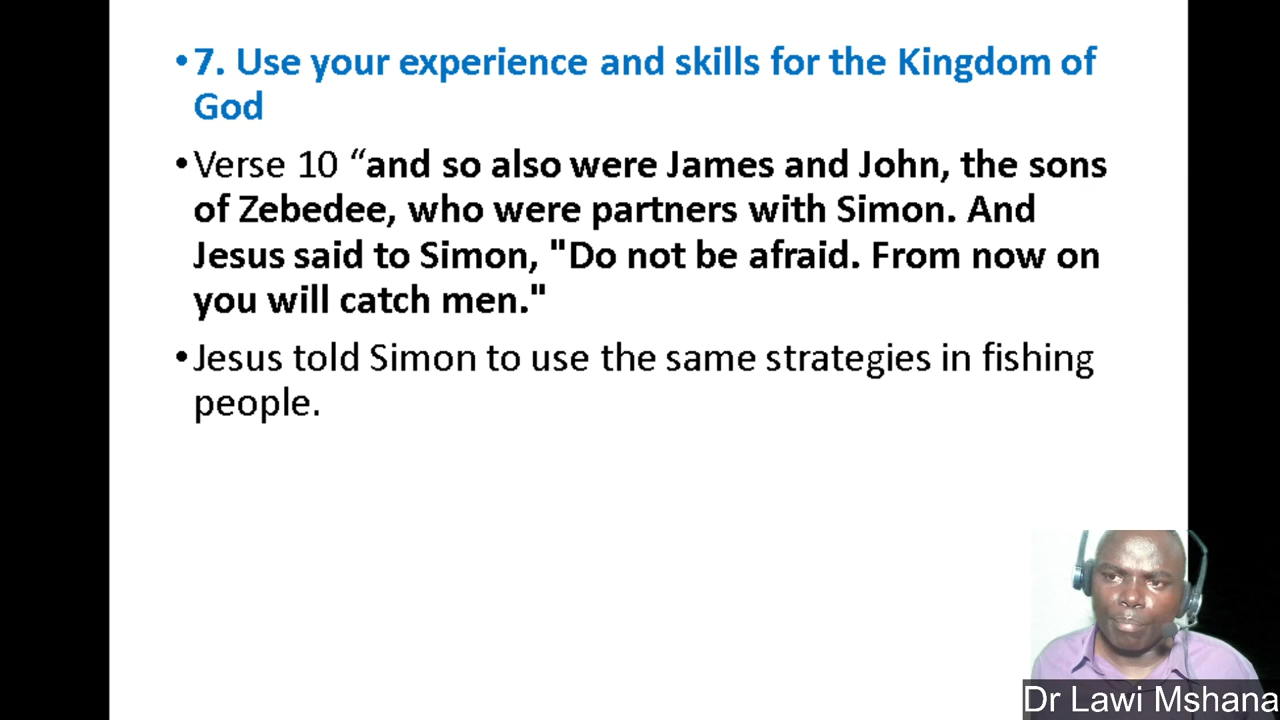 •7. Use your experience and skills for the Kingdom of
God
•Verse 10 “and so also were James and John, the sons
of Zebedee, who were partners with Simon. And
Jesus said to Simon, "Do not be afraid. From now on
you will catch men."
•Jesus told Simon to use the same strategies in fishing
people.
Dr Lawi Mshana